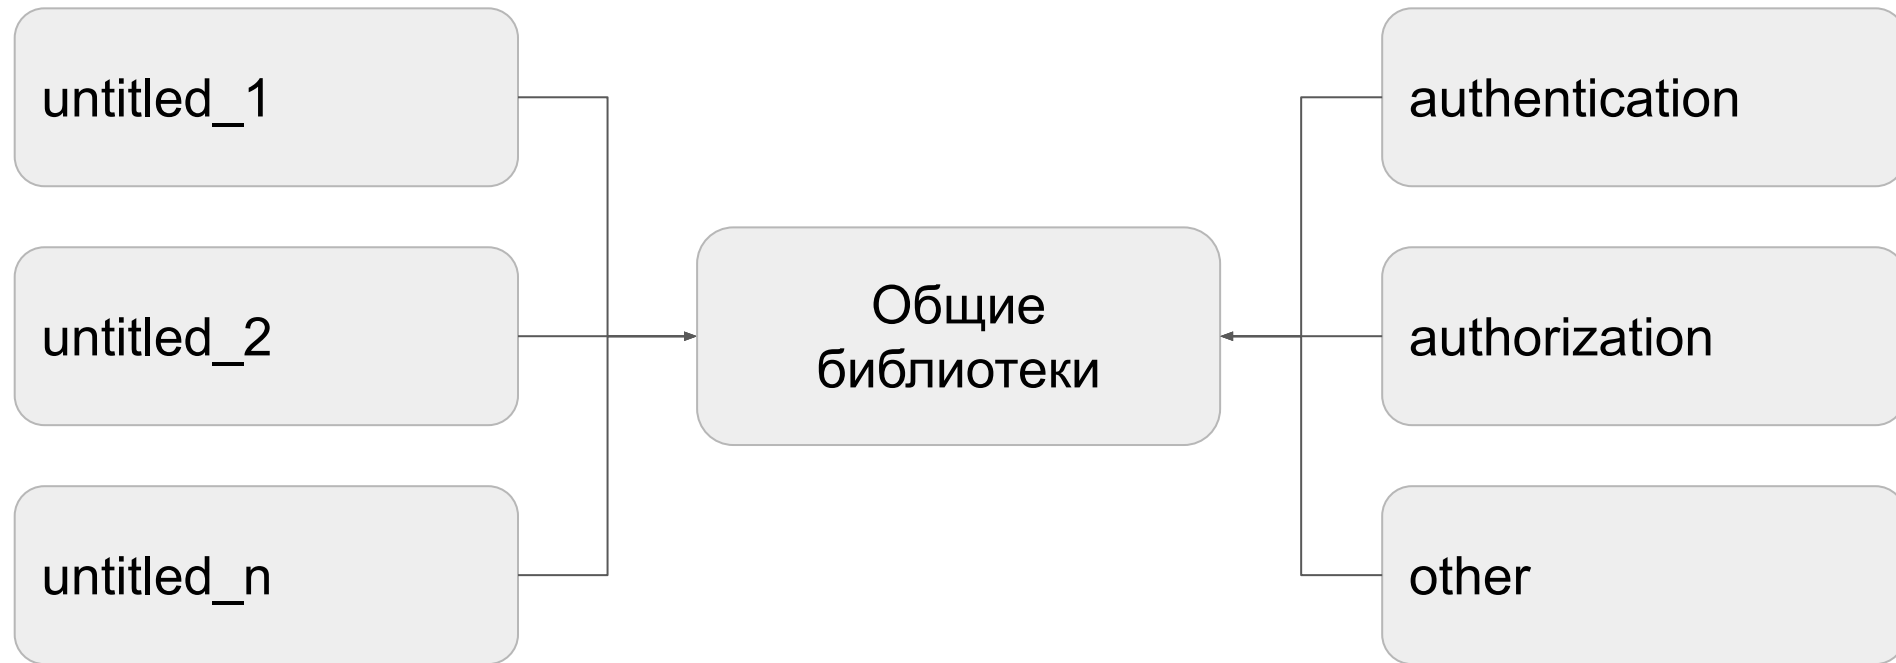 untitled_1
untitled_2
untitled_n
Общие
библиотеки
authentication
authorization
other